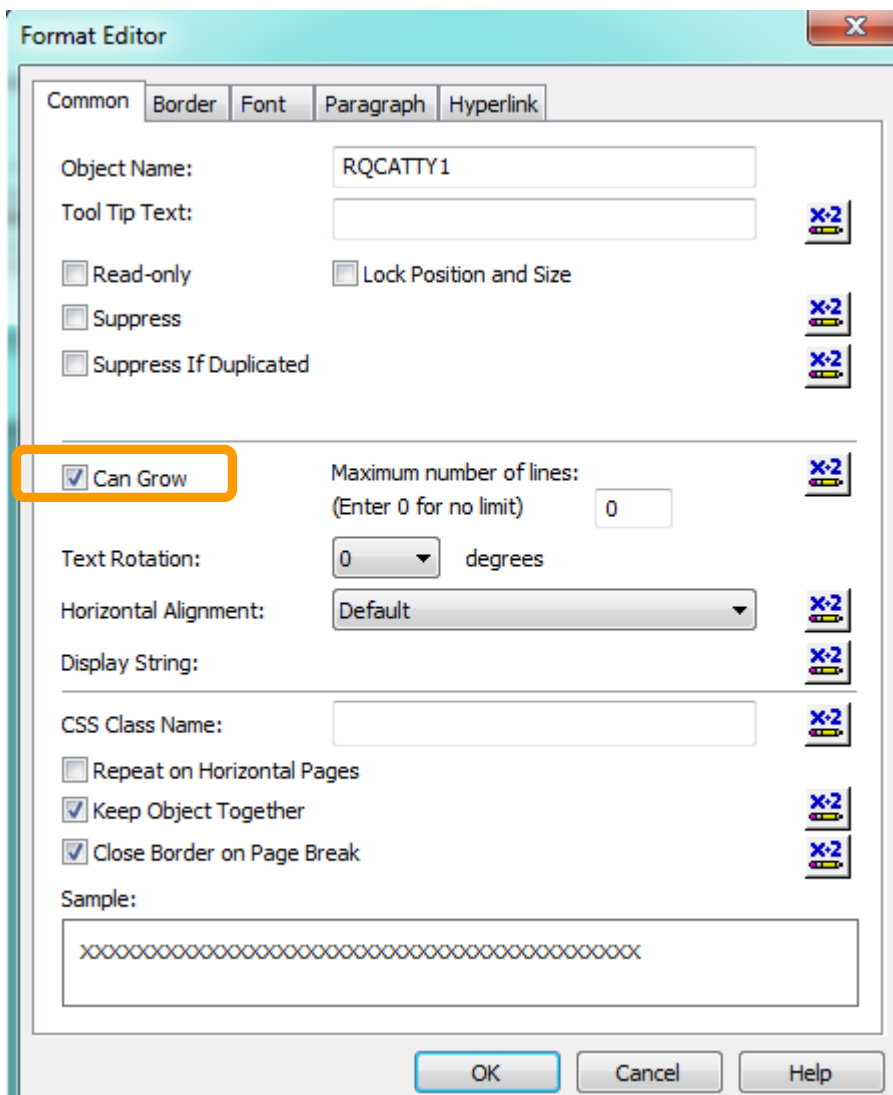 Format Editor
Common Border Font Paragraph Hyperlink
Object Name: RQCATTY1
Tool Tip Text: X+2
Read-only Lock Position and Size
Suppress X+2
Suppress If Duplicated X+2
Can Grow Maximum number of lines: X+2
(Enter 0 for no limit) 0
Text Rotation: 0 degrees
Horizontal Alignment: Default X+2
Display String: X+2
CSS Class Name: X+2
Repeat on Horizontal Pages
Keep Object Together X+2
Close Border on Page Break X+2
Sample:
XXXXXXXXXXXXXXXXXXXXXXXXXXXXXXXXXXXXXXXXXXX
OK Cancel Help